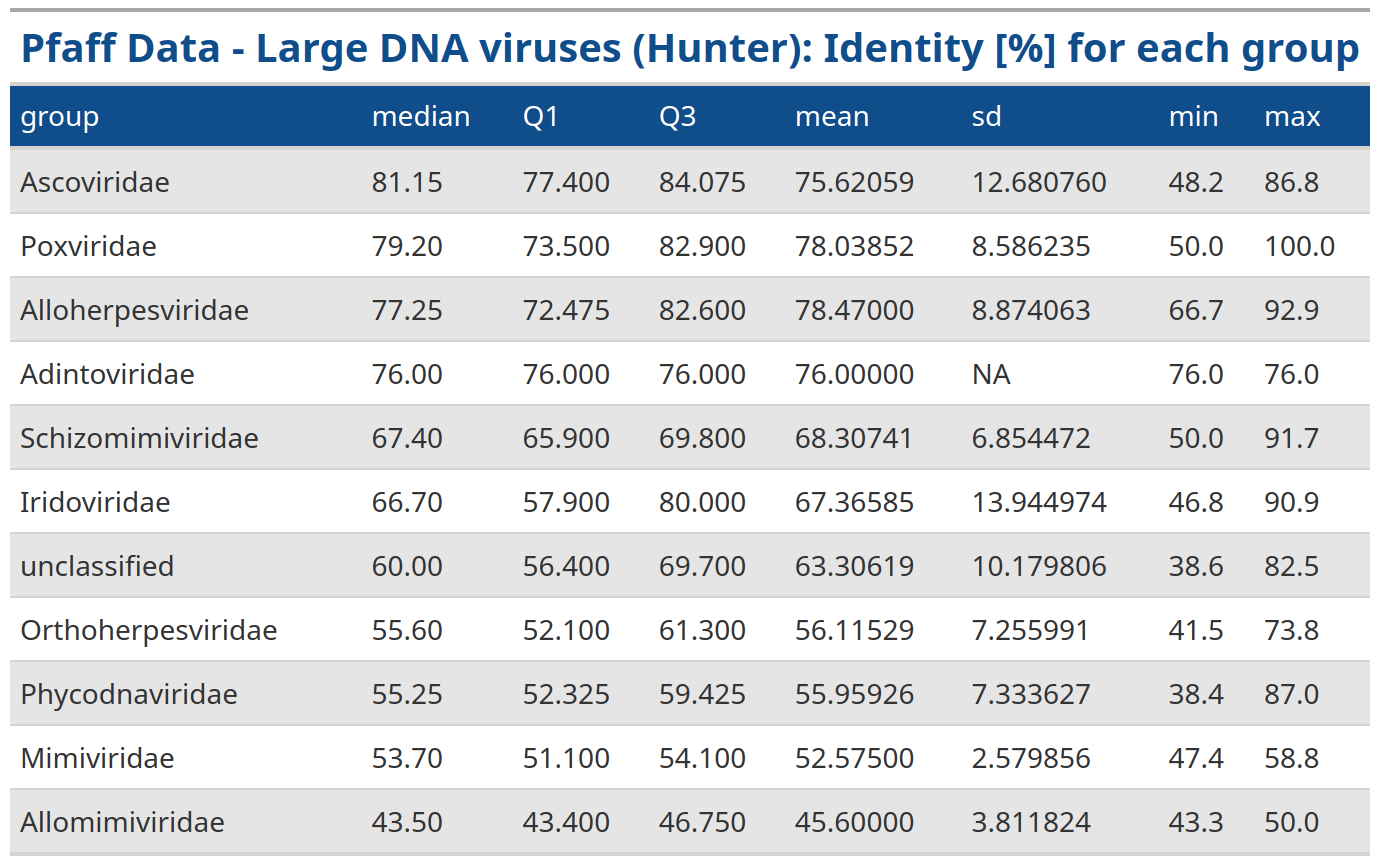 Pfaff Data - Large DNA viruses (Hunter): Identity [%] for each group
group median Q1 Q3 mean sd min max
Ascoviridae 81.15 77.400 84.075 75.62059 12.680760 48.2 86.8
Poxviridae 79.20 73.500 82.900 78.03852 8.586235 50.0 100.0
Alloherpesviridae 77.25 72.475 82.600 78.47000 8.874063 66.7 92.9
Adintoviridae 76.00 76.000 76.000 76.00000 NA 76.0 76.0
Schizomimiviridae 67.40 65.900 69.800 68.30741 6.854472 50.0 91.7
Iridoviridae 66.70 57.900 80.000 67.36585 13.944974 46.8 90.9
unclassified 60.00 56.400 69.700 63.30619 10.179806 38.6 82.5
Orthoherpesviridae 55.60 52.100 61.300 56.11529 7.255991 41.5 73.8
Phycodnaviridae 55.25 52.325 59.425 55.95926 7.333627 38.4 87.0
Mimiviridae 53.70 51.100 54.100 52.57500 2.579856 47.4 58.8
Allomimiviridae 43.50 43.400 46.750 45.60000 3.811824 43.3 50.0